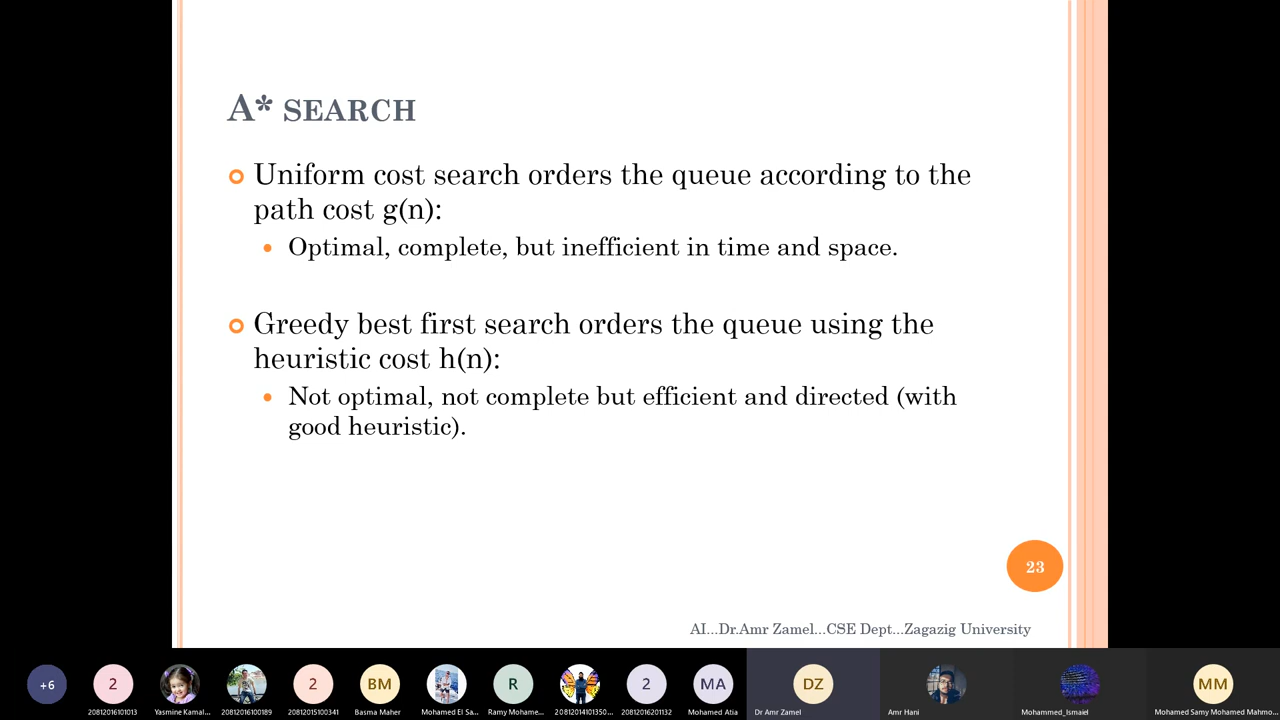 A* SEARCH
Uniform cost search orders the queue according to the
path cost g(n):
Optimal, complete, but inefficient in time and space.
Greedy best first search orders the queue using the
heuristic cost h(n):
Not optimal, not complete but efficient and directed (with
good heuristic).
23
AI...Dr.Amr Zamel...CSE Dept...Zagazig University
+6
2
2
BM
R
2
MA
DZ
MM
20812016101013
Yasmine Kamal...
20812016100189
20812015100341
Basma Maher
Mohamed El Sa...
Ramy Mohame...
20812014101350...
20812016201132
Mohamed Atia
Dr Amr Zamel
Amr Hani
Mohammed_Ismaiel
Mohamed Samy Mohamed Mahmo...